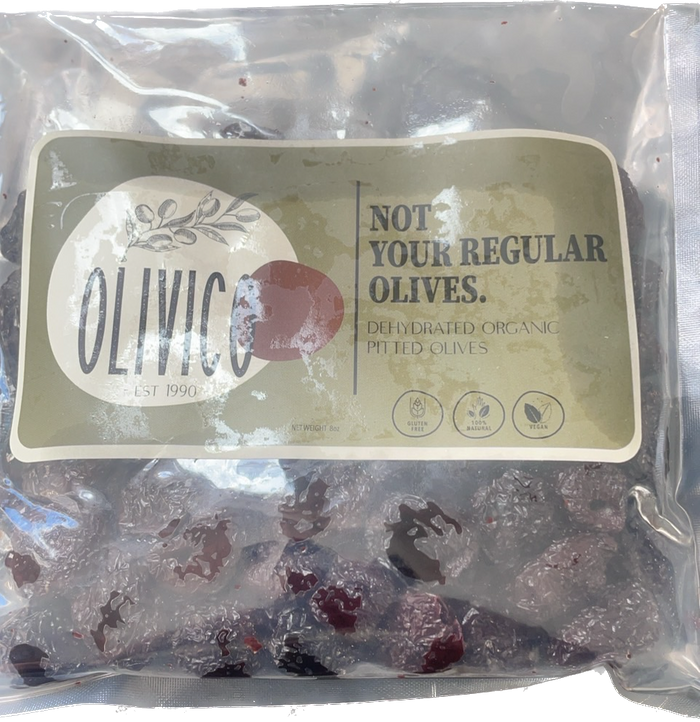 OLIVICO
EST 1990
NOT
YOUR REGULAR
OLIVES.
DEHYDRATED ORGANIC
PITTED OLIVES
GLUTEN
FREE
100%
NATURAL
VEGAN
NET WEIGHT 8oz